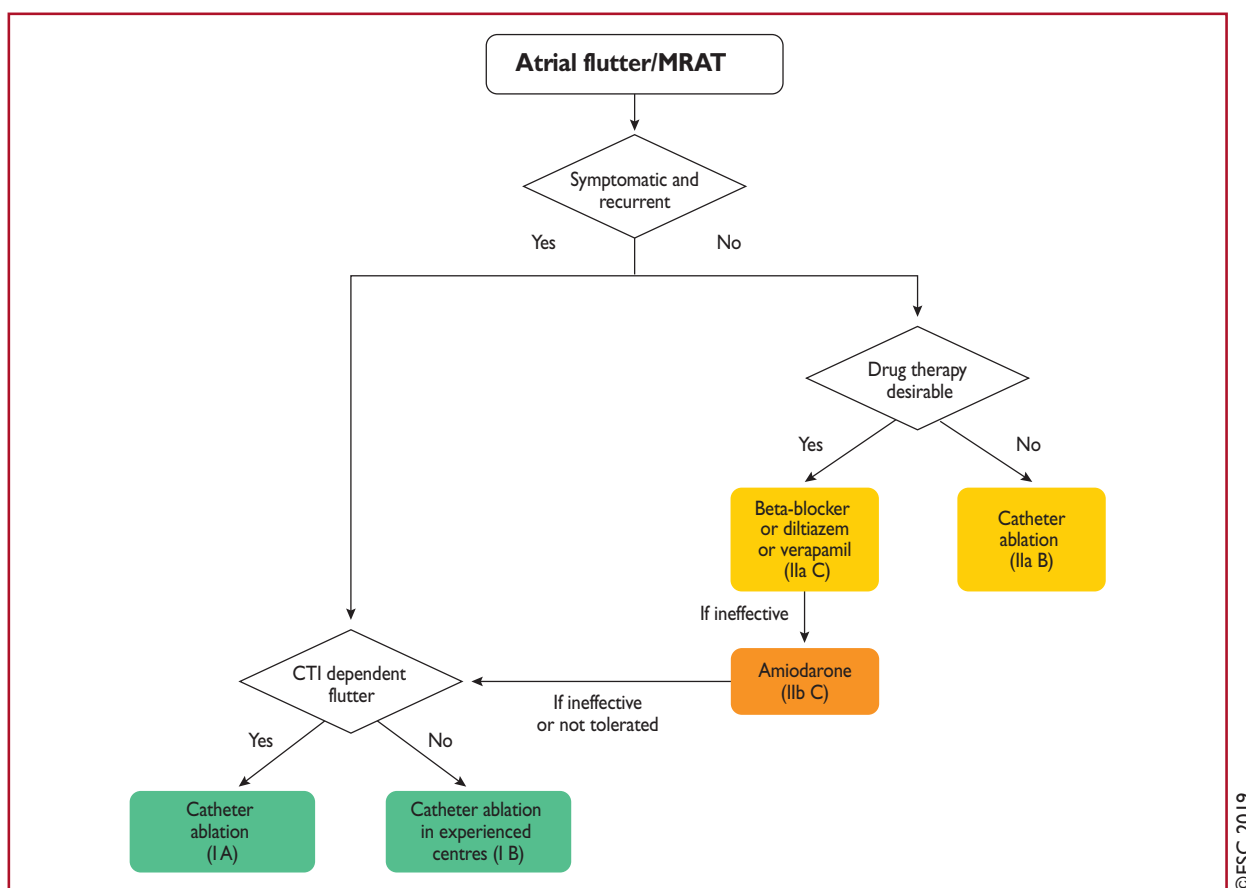 Atrial flutter/MRAT
Symptomatic and
recurrent
Yes
No
Drug therapy
desirable
Yes
No
Beta-blocker
or diltiazem
or verapamil
(IIa C)
Catheter
ablation
(IIa B)
If ineffective
Amiodarone
(IIb C)
If ineffective
or not tolerated
CTI dependent
flutter
Yes
No
Catheter
ablation
(I A)
Catheter ablation
in experienced
centres (I B)
©ESC 2019